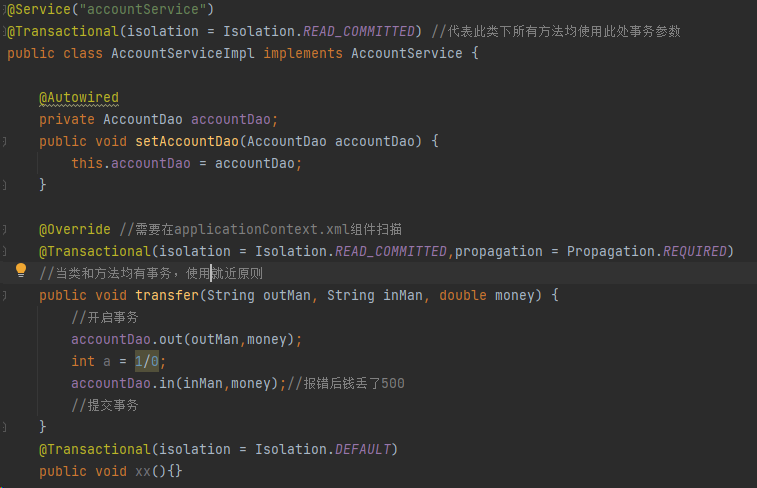 @Service("accountService")
@Transactional(isolation = Isolation.READ_COMMITTED) //代表此类下所有方法均使用此处事务参数
public class AccountServiceImpl implements AccountService {
@Autowired
private AccountDao accountDao;
public void setAccountDao(AccountDao accountDao) {
this.accountDao = accountDao;
}
@Override //需要在applicationContext.xml组件扫描
@Transactional(isolation = Isolation.READ_COMMITTED,propagation = Propagation.REQUIRED)
//当类和方法均有事务，使用就近原则
public void transfer(String outMan, String inMan, double money) {
//开启事务
accountDao.out(outMan,money);
int a = 1/0;
accountDao.in(inMan,money);//报错后钱丢了500
//提交事务
}
@Transactional(isolation = Isolation.DEFAULT)
public void xx(){}